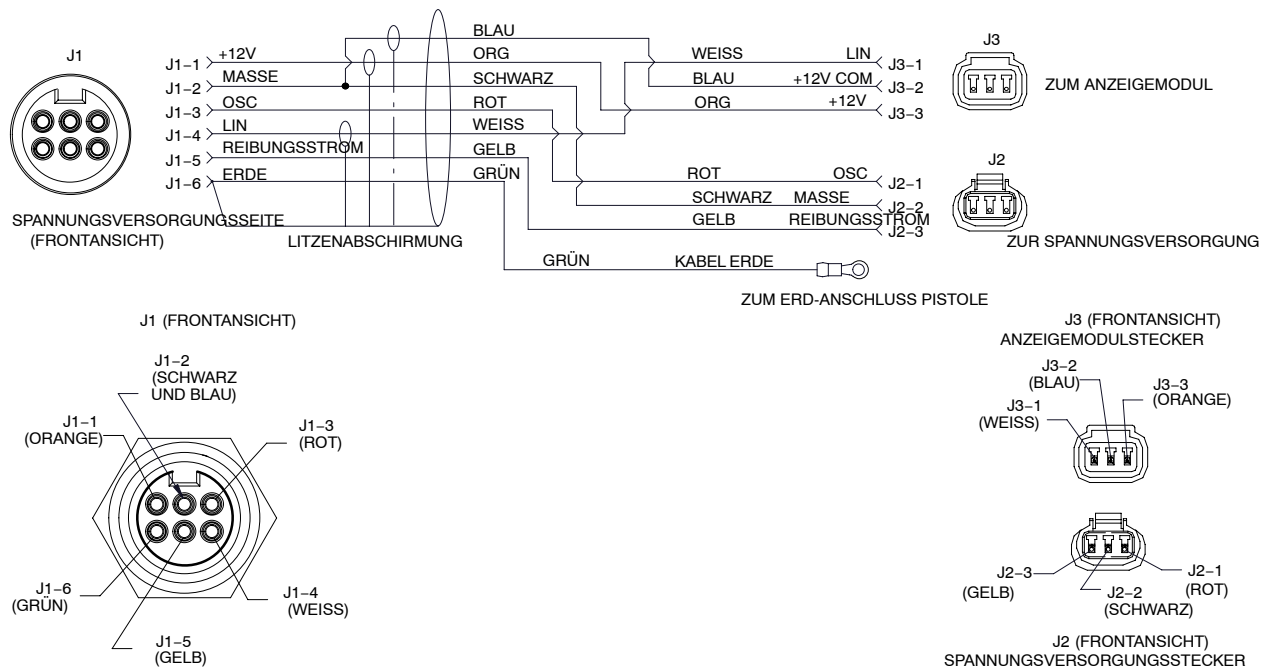 J1
J1-1
+12V
J1-2
MASSE
J1-3
OSC
J1-4
LIN
J1-5
REIBUNGSSTROM
J1-6
ERDE
SPANNUNGSVERSORGUNGSSEITE
(FRONTANSICHT)
LITZENABSCHIRMUNG
BLAU
ORG
SCHWARZ
ROT
WEISS
GELB
GRÜN
WEISS LIN J3-1
BLAU +12V COM J3-2
ORG +12V J3-3
J3
ZUM ANZEIGEMODUL
ROT OSC J2-1
SCHWARZ MASSE J2-2
GELB REIBUNGSSTROM J2-3
J2
ZUR SPANNUNGSVERSORGUNG
GRÜN KABEL ERDE
ZUM ERD-ANSCHLUSS PISTOLE
J1 (FRONTANSICHT)
J1-2
(SCHWARZ
UND BLAU)
J1-1
(ORANGE)
J1-3
(ROT)
J1-6
(GRÜN)
J1-4
(WEISS)
J1-5
(GELB)
J3 (FRONTANSICHT)
ANZEIGEMODULSTECKER
J3-2
(BLAU)
J3-3
(ORANGE)
J3-1
(WEISS)
J2-3
(GELB)
J2-1
(ROT)
J2-2
(SCHWARZ)
J2 (FRONTANSICHT)
SPANNUNGSVERSORGUNGSSTECKER